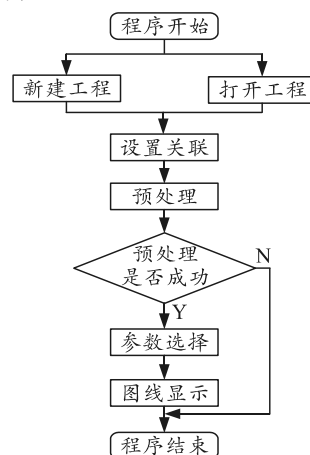 程序开始
新建工程
打开工程
设置关联
预处理
预处理
是否成功
N
Y
参数选择
图线显示
程序结束